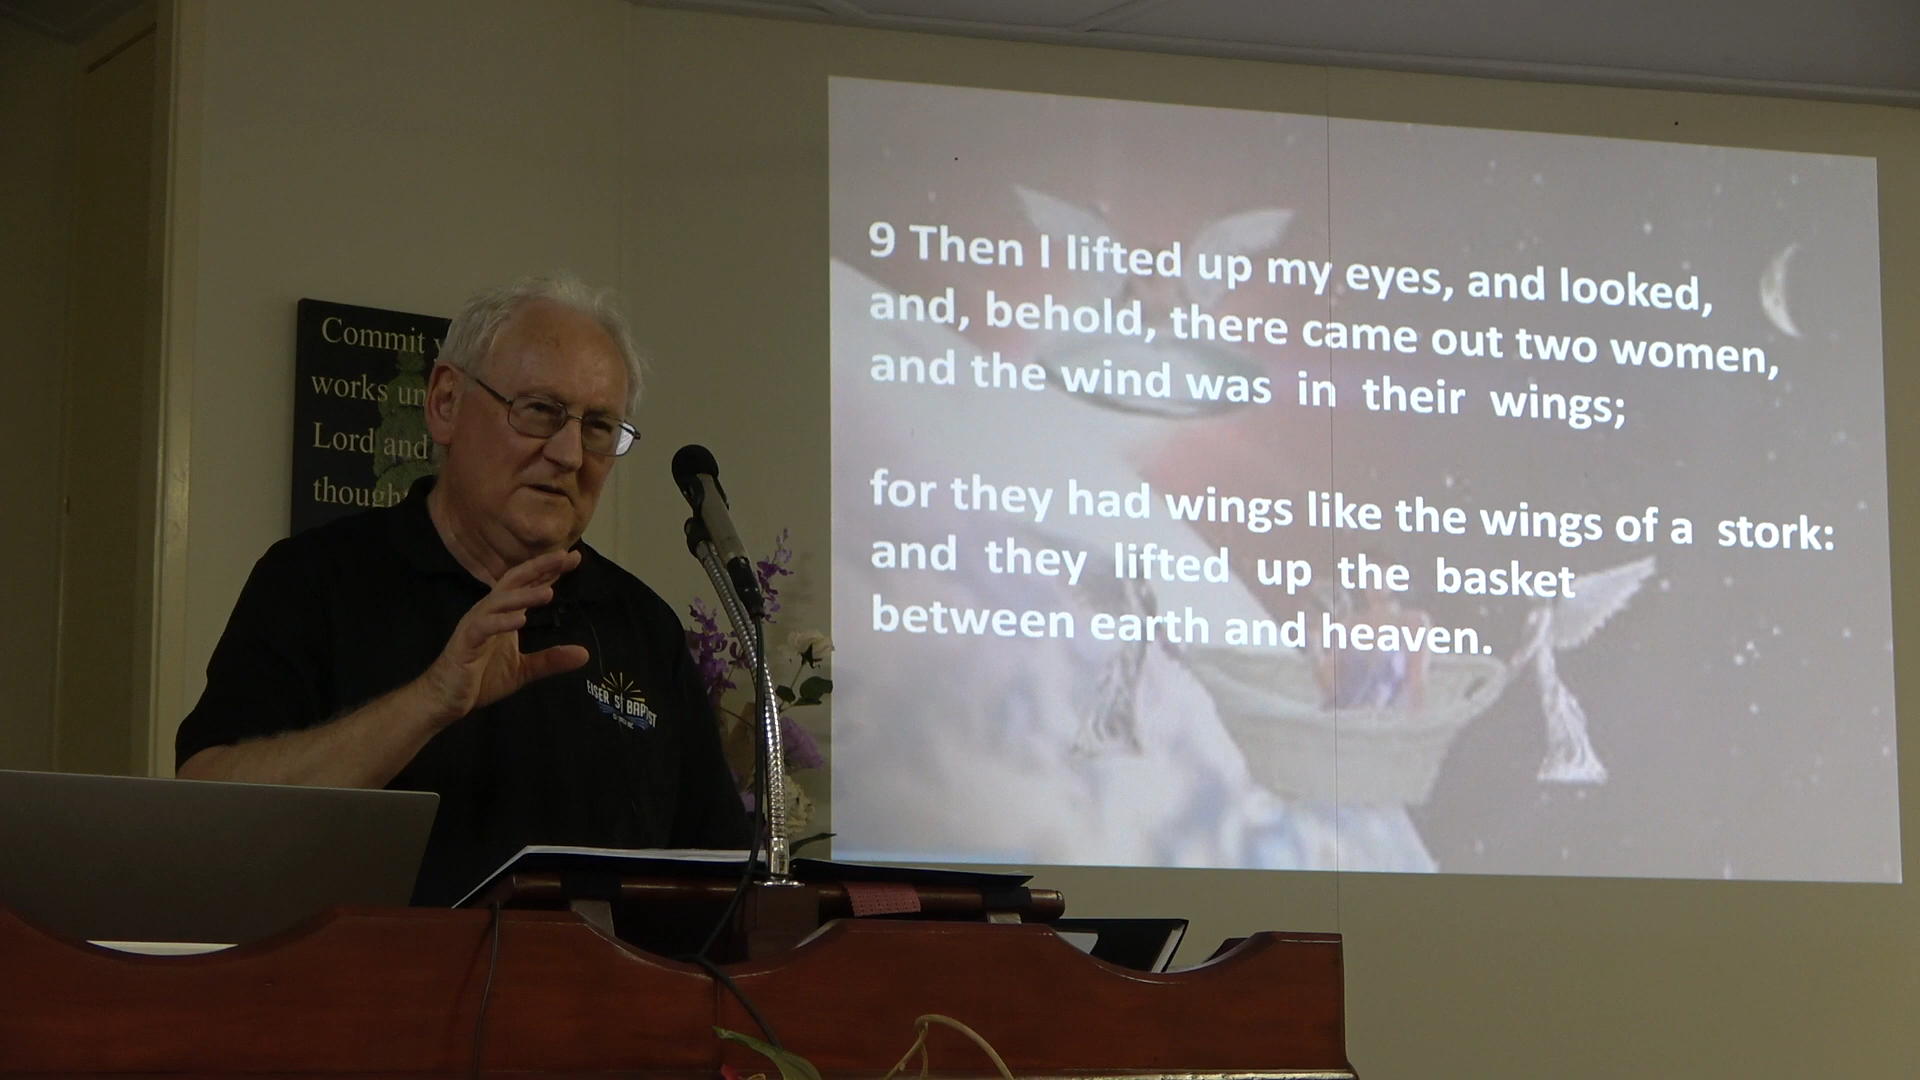 Commit
works
Lord and
9 Then I lifted up my eyes, and looked,
and, behold, there came out two women,
and the wind was in their wings;
for they had wings like the wings of a stork:
and they lifted up the basket
between earth and heaven.
EISER ST BAPTIST